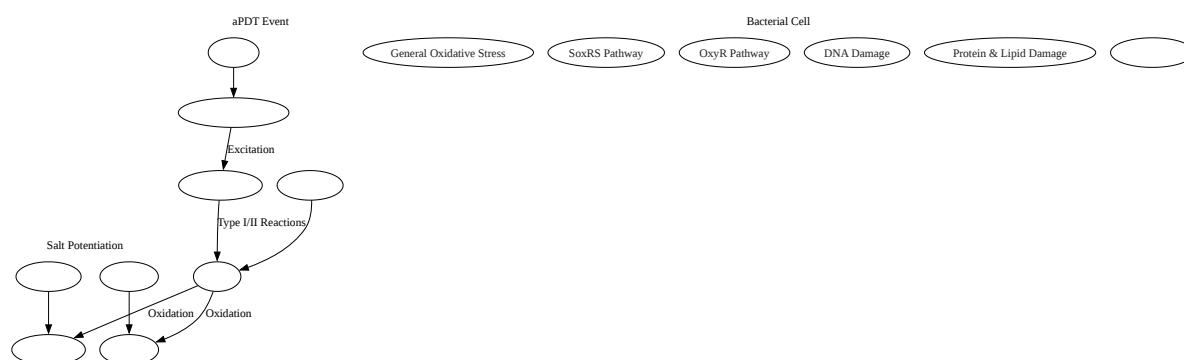 aPDT Event
Bacterial Cell
General Oxidative Stress
SoxRS Pathway
OxyR Pathway
DNA Damage
Protein & Lipid Damage
Excitation
Type I/II Reactions
Salt Potentiation
Oxidation
Oxidation